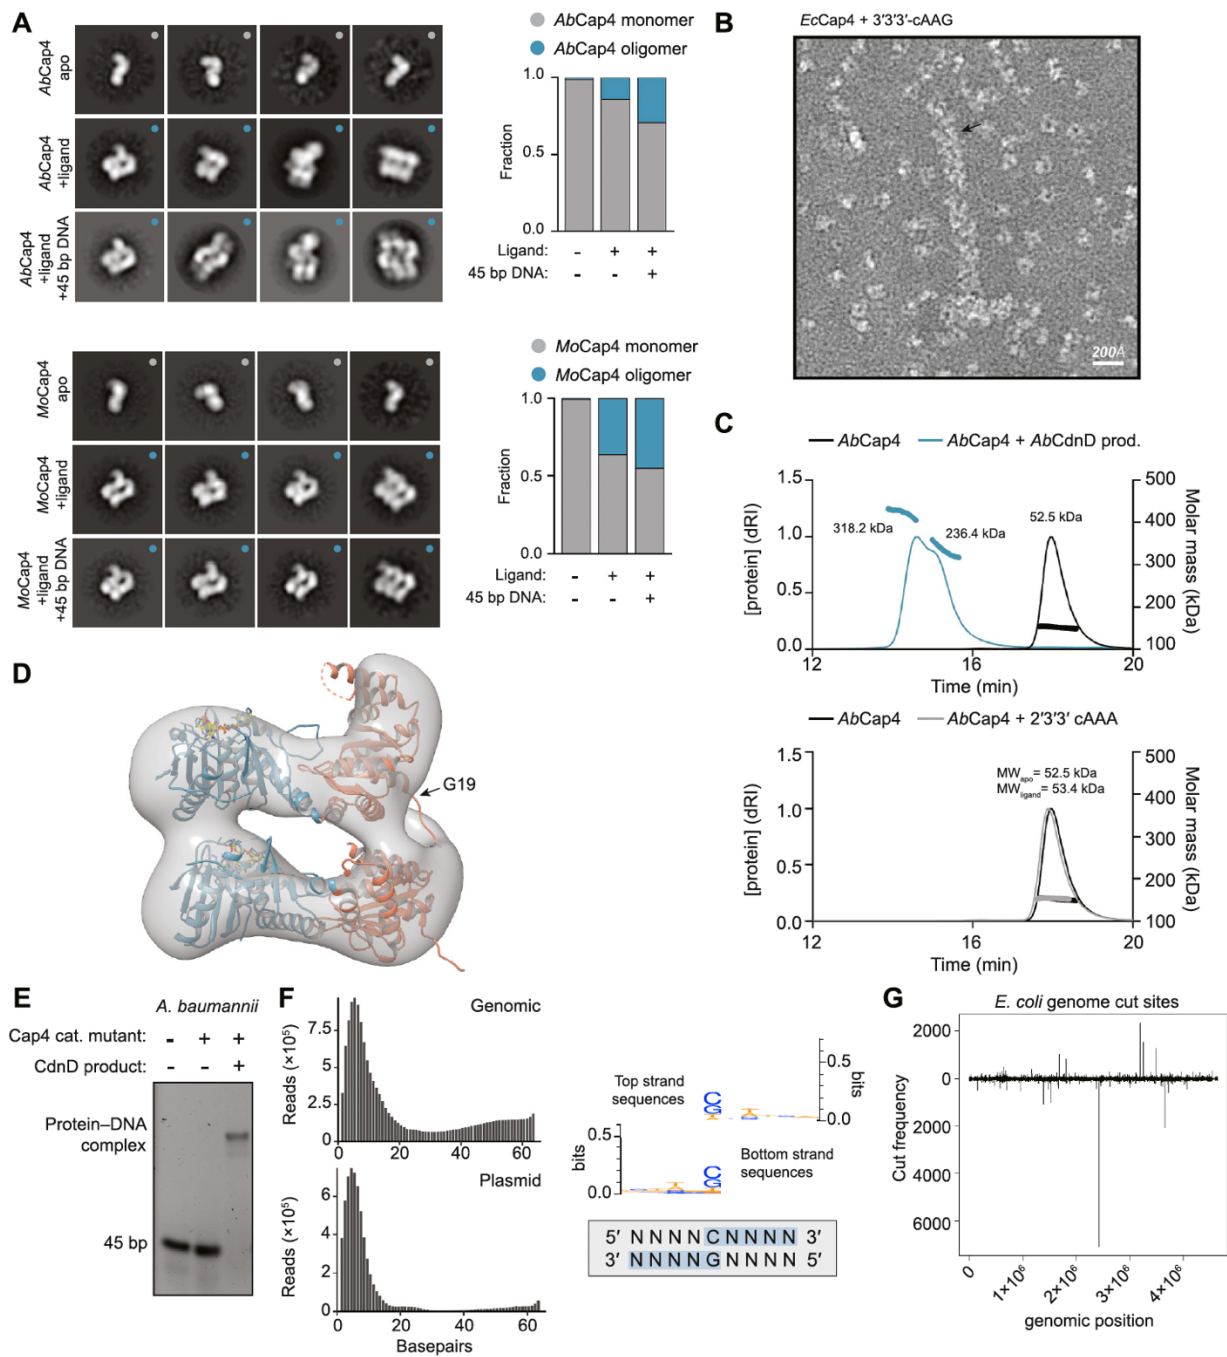 A
AbCap4
apo
AbCap4
+ligand
AbCap4
+ligand
+45 bp DNA
AbCap4 monomer
AbCap4 oligomer
1.0
0.5
0.0
Fraction
Ligand: - + +
45 bp DNA: - - +
MoCap4
apo
MoCap4
+ligand
MoCap4
+ligand
+45 bp DNA
MoCap4 monomer
MoCap4 oligomer
1.0
0.5
0.0
Fraction
Ligand: - + +
45 bp DNA: - - +
B
EcCap4 + 3′3′3′-cAAG
200Å
C
AbCap4
AbCap4 + AbCdnD prod.
1.5
1.0
0.5
0.0
[protein] (dRI)
318.2 kDa
236.4 kDa
52.5 kDa
500
400
300
200
100
Molar mass (kDa)
12 16 20
Time (min)
AbCap4
AbCap4 + 2′3′3′ cAAA
1.5
1.0
0.5
0.0
[protein] (dRI)
MWapo= 52.5 kDa
MWligand= 53.4 kDa
500
400
300
200
100
Molar mass (kDa)
12 16 20
Time (min)
D
G19
E
A. baumannii
Cap4 cat. mutant: - + +
CdnD product: - - +
Protein–DNA
complex
45 bp
F
Genomic
7.5
5
2.5
0
Reads (×10⁵)
0 20 40 60
Plasmid
6
4
2
0
Reads (×10⁵)
0 20 40 60
Basepairs
Top strand
sequences
0.5
0.0
bits
0.5
0.0
bits
Bottom strand
sequences
5′ N N N N C N N N N 3′
3′ N N N N G N N N N 5′
G
E. coli genome cut sites
2000
0
2000
4000
6000
Cut frequency
0 1×10⁶ 2×10⁶ 3×10⁶ 4×10⁶
genomic position